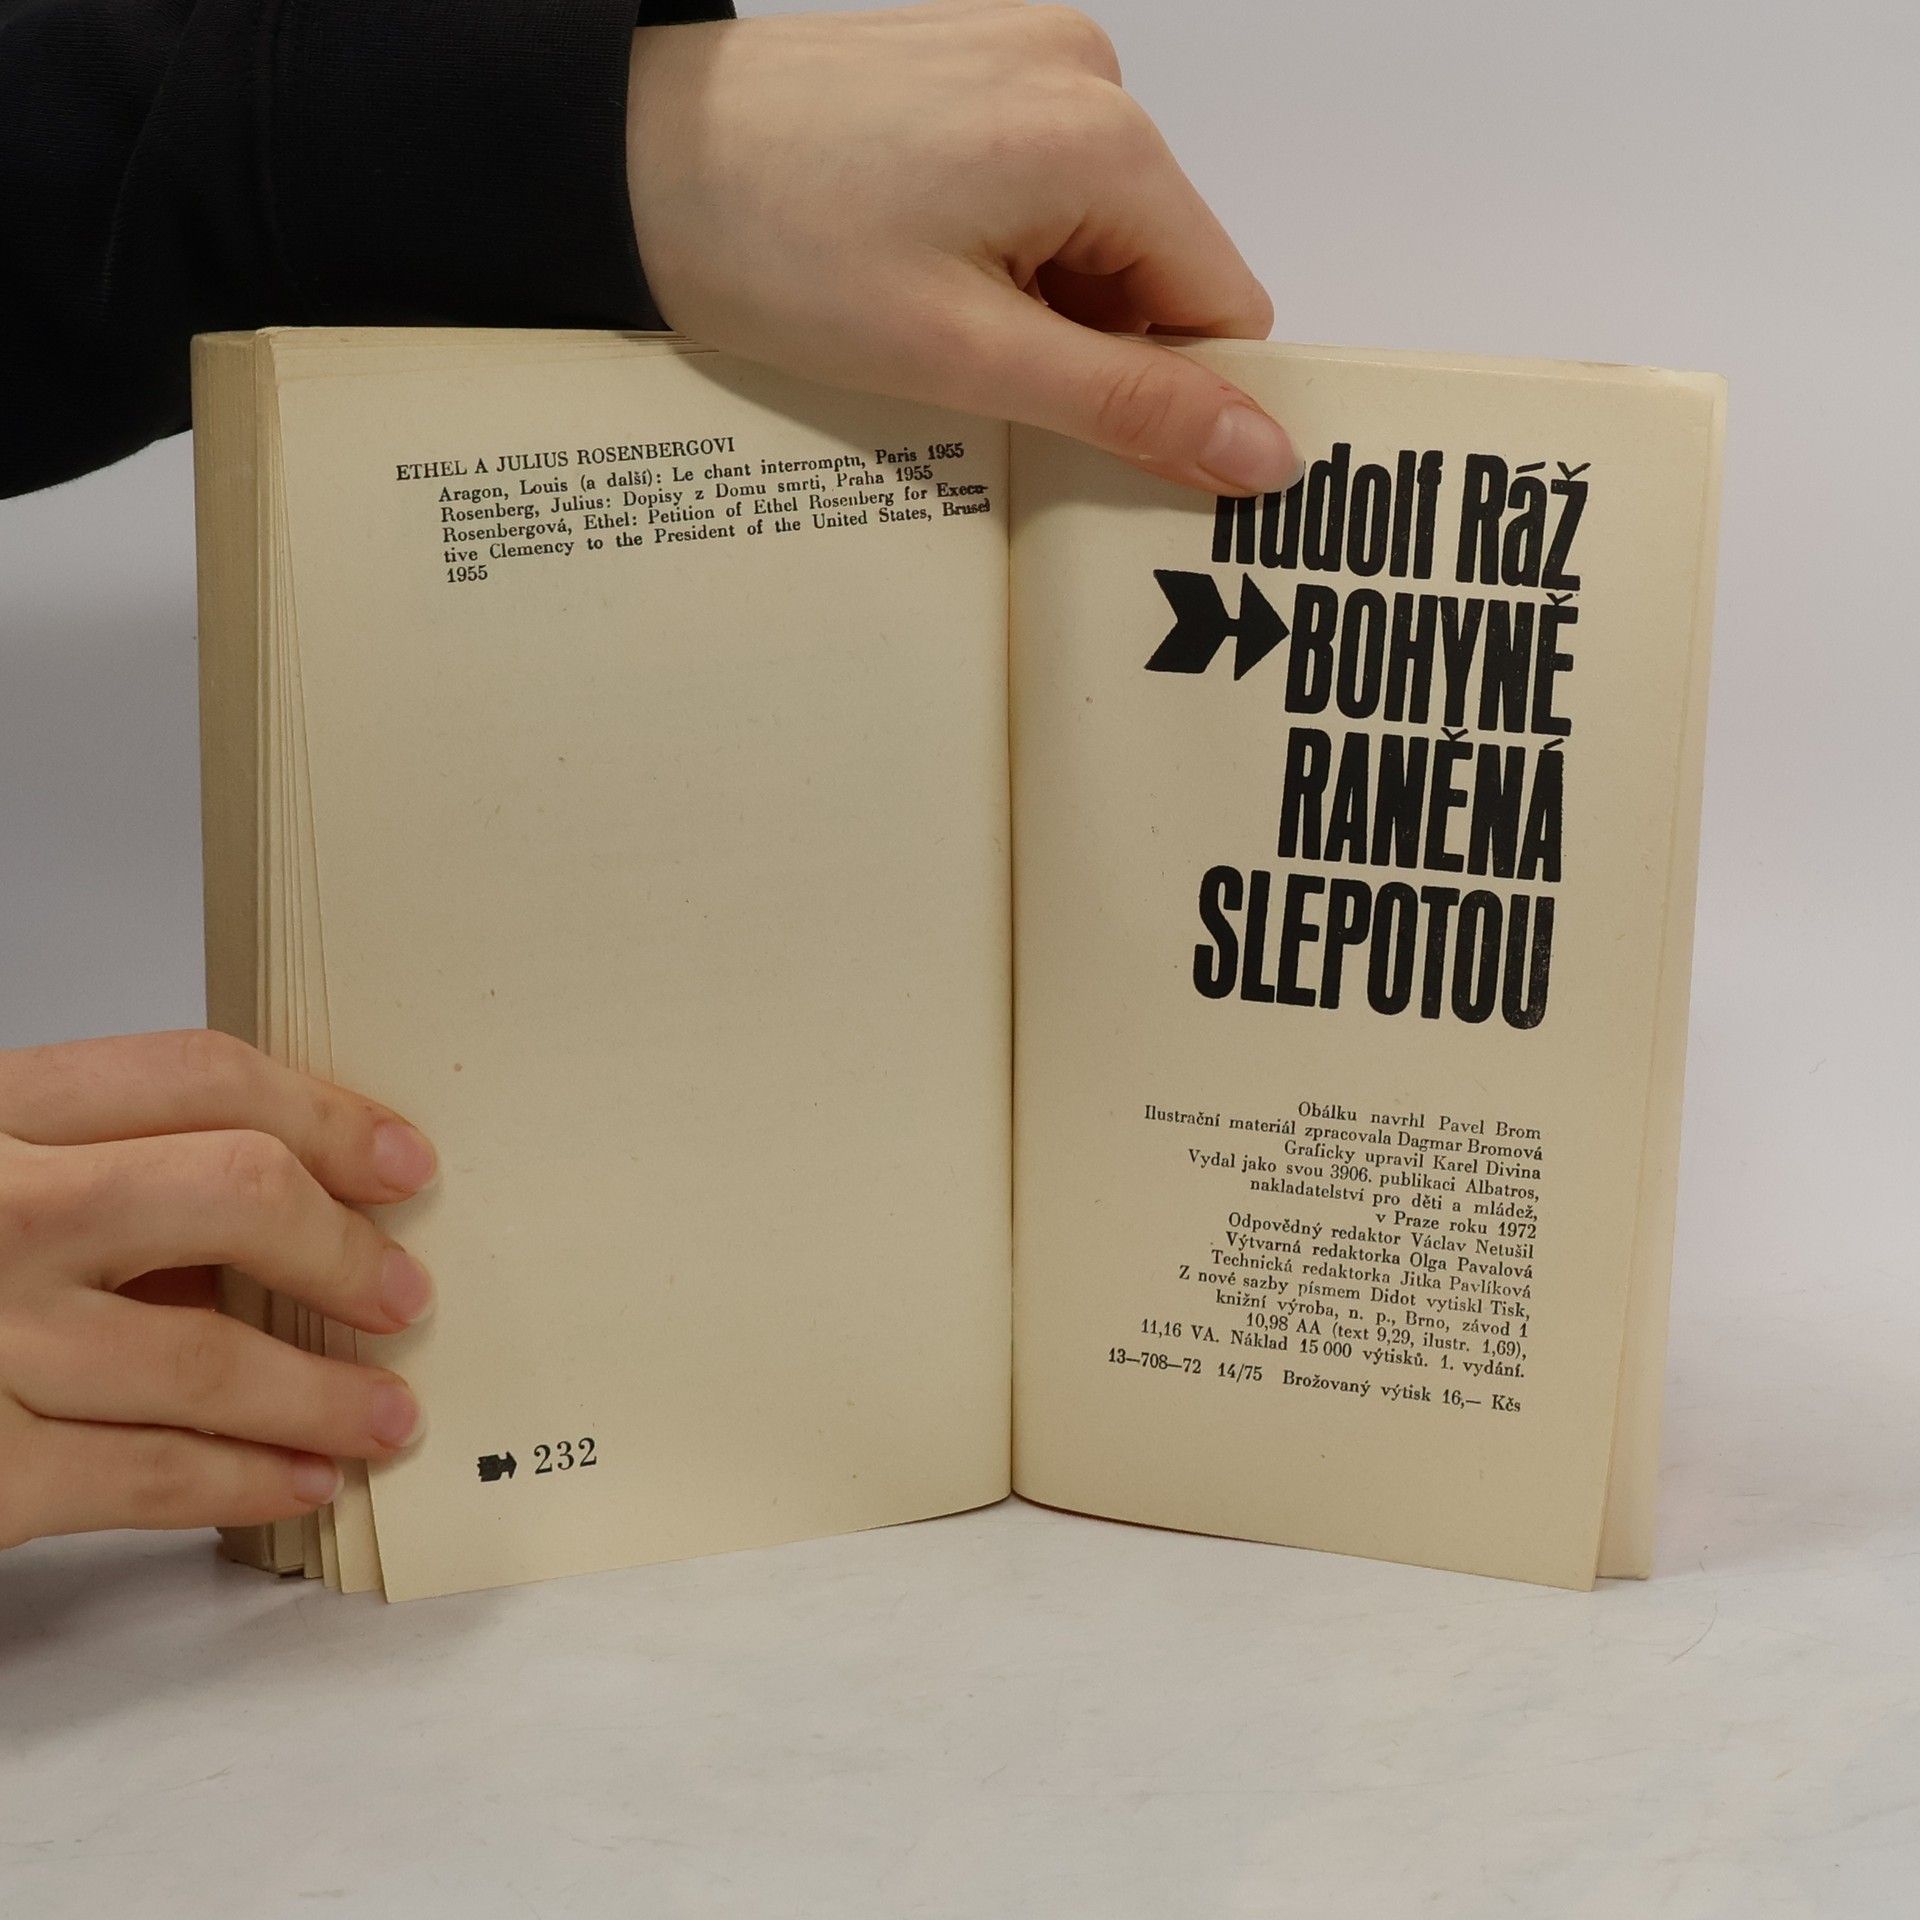 ETHEL A JULIUS ROSENBERGOVI
Aragon, Louis (a další): Le chant interromptn, Paris 1955
Rosenberg, Julius: Dopisy z Domu smrti, Praha 1955
Rosenbergová, Ethel: Petition of Ethel Rosenberg for Execu-
tive Clemency to the President of the United States, Brusel
1955
232
Rudolf Ráž
BOHYNĚ
RANĚNÁ
SLEPOTOU
Obálku navrhl Pavel Brom
Ilustrační materiál zpracovala Dagmar Bromová
Graficky upravil Karel Divina
Vydal jako svou 3906. publikaci Albatros,
nakladatelství pro děti a mládež,
v Praze roku 1972
Odpovědný redaktor Václav Netušil
Výtvarná redaktorka Olga Pavalová
Technická redaktorka Jitka Pavlíková
Z nové sazby písmem Didot vytiskl Tisk,
knižní výroba, n. p., Brno, závod 1
10,98 AA (text 9,29, ilustr. 1,69),
11,16 VA. Náklad 15 000 výtisků. 1. vydání.
13—708—72 14/75 Brožovaný výtisk 16,— Kčs